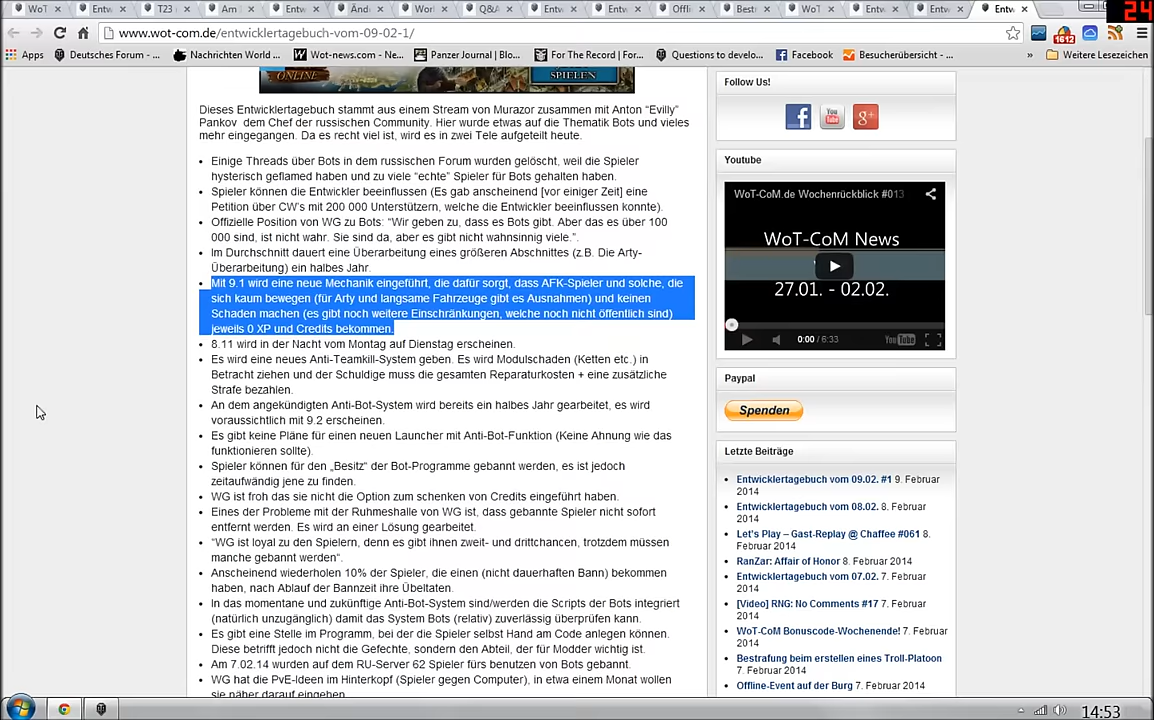 WoT
Entw
T23
Am
Entw
Änd
Worl
Q&A
Entw
Entw
Offli
Best
WoT
Entw
Entw
Entw
24
www.wot-com.de/entwicklertagebuch-vom-09-02-1/
1612
Apps Deutsches Forum - ... Nachrichten World ... Wot-news.com - Ne... Panzer Journal | Blo... For The Record | For... Questions to develo... Facebook Besucherübersicht - ... » Weitere Lesezeichen
ONLINE
SPIELEN
Dieses Entwicklertagebuch stammt aus einem Stream von Murazor zusammen mit Anton “Evilly”
Pankov dem Chef der russischen Community. Hier wurde etwas auf die Thematik Bots und vieles
mehr eingegangen. Da es recht viel ist, wird es in zwei Tele aufgeteilt heute.
Einige Threads über Bots in dem russischen Forum wurden gelöscht, weil die Spieler
hysterisch geflamed haben und zu viele “echte” Spieler für Bots gehalten haben.
Spieler können die Entwickler beeinflussen (Es gab anscheinend [vor einiger Zeit] eine
Petition über CW’s mit 200 000 Unterstützern, welche die Entwickler beeinflussen konnte).
Offizielle Position von WG zu Bots: “Wir geben zu, dass es Bots gibt. Aber das es über 100
000 sind, ist nicht wahr. Sie sind da, aber es gibt nicht wahnsinnig viele.”.
Im Durchschnitt dauert eine Überarbeitung eines größeren Abschnittes (z.B. Die Arty-
Überarbeitung) ein halbes Jahr.
Mit 9.1 wird eine neue Mechanik eingeführt, die dafür sorgt, dass AFK-Spieler und solche, die
sich kaum bewegen (für Arty und langsame Fahrzeuge gibt es Ausnahmen) und keinen
Schaden machen (es gibt noch weitere Einschränkungen, welche noch nicht öffentlich sind)
jeweils 0 XP und Credits bekommen.
8.11 wird in der Nacht vom Montag auf Dienstag erscheinen.
Es wird eine neues Anti-Teamkill-System geben. Es wird Modulschaden (Ketten etc.) in
Betracht ziehen und der Schuldige muss die gesamten Reparaturkosten + eine zusätzliche
Strafe bezahlen.
An dem angekündigten Anti-Bot-System wird bereits ein halbes Jahr gearbeitet, es wird
voraussichtlich mit 9.2 erscheinen.
Es gibt keine Pläne für einen neuen Launcher mit Anti-Bot-Funktion (Keine Ahnung wie das
funktionieren sollte).
Spieler können für den „Besitz“ der Bot-Programme gebannt werden, es ist jedoch
zeitaufwändig jene zu finden.
WG ist froh das sie nicht die Option zum schenken von Credits eingeführt haben.
Eines der Probleme mit der Ruhmeshalle von WG ist, dass gebannte Spieler nicht sofort
entfernt werden. Es wird an einer Lösung gearbeitet.
“WG ist loyal zu den Spielern, denn es gibt ihnen zweit- und drittchancen, trotzdem müssen
manche gebannt werden“.
Anscheinend wiederholen 10% der Spieler, die einen (nicht dauerhaften Bann) bekommen
haben, nach Ablauf der Bannzeit ihre Übeltaten.
In das momentane und zukünftige Anti-Bot-System sind/werden die Scripts der Bots integriert
(natürlich unzugänglich) damit das System Bots (relativ) zuverlässig überprüfen kann.
Es gibt eine Stelle im Programm, bei der die Spieler selbst Hand am Code anlegen können.
Diese betrifft jedoch nicht die Gefechte, sondern den Abteil, der für Modder wichtig ist.
Am 7.02.14 wurden auf dem RU-Server 62 Spieler fürs benutzen von Bots gebannt.
WG hat die PvE-Ideen im Hinterkopf (Spieler gegen Computer), in etwa einem Monat wollen
sie näher darauf eingehen.
Follow Us!
You Tube
Youtube
WoT-CoM.de Wochenrückblick #013
WoT-CoM News
27.01. - 02.02.
0:00 / 6:33
YouTube
Paypal
Spenden
Letzte Beiträge
Entwicklertagebuch vom 09.02. #1 9. Februar
2014
Entwicklertagebuch vom 08.02. 8. Februar
2014
Let's Play – Gast-Replay @ Chaffee #061 8.
Februar 2014
RanZar: Affair of Honor 8. Februar 2014
Entwicklertagebuch vom 07.02. 7. Februar
2014
[Video] RNG: No Comments #17 7. Februar
2014
WoT-CoM Bonuscode-Wochenende! 7. Februar
2014
Bestrafung beim erstellen eines Troll-Platoon
7. Februar 2014
Offline-Event auf der Burg 7. Februar 2014
14:53